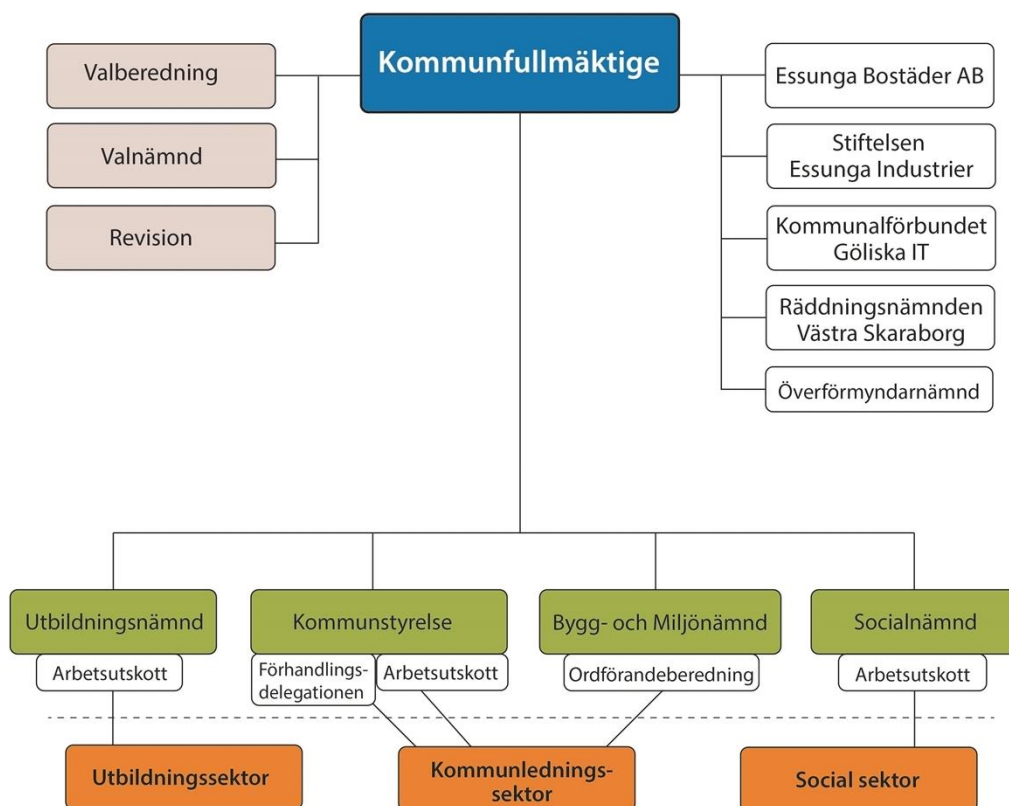 Kommunfullmäktige
Valberedning
Valnämnd
Revision
Essunga Bostäder AB
Stiftelsen
Essunga Industrier
Kommunalförbundet
Göliska IT
Räddningsnämnden
Västra Skaraborg
Överförmyndarnämnd
Utbildningsnämnd
Arbetsutskott
Kommunstyrelse
Förhandlings-
delegationen
Arbetsutskott
Bygg- och Miljönämnd
Ordförandeberedning
Socialnämnd
Arbetsutskott
Utbildningssektor
Kommunlednings-
sektor
Social sektor